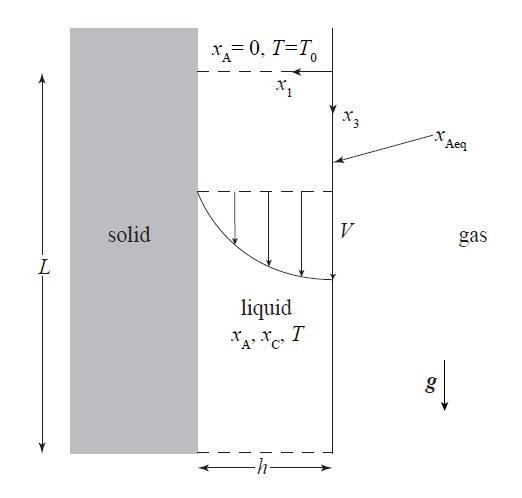 x_A = 0, T = T_0
x_1
x_3
x_Aeq
solid
V
gas
L
liquid
x_A, x_C, T
g
h